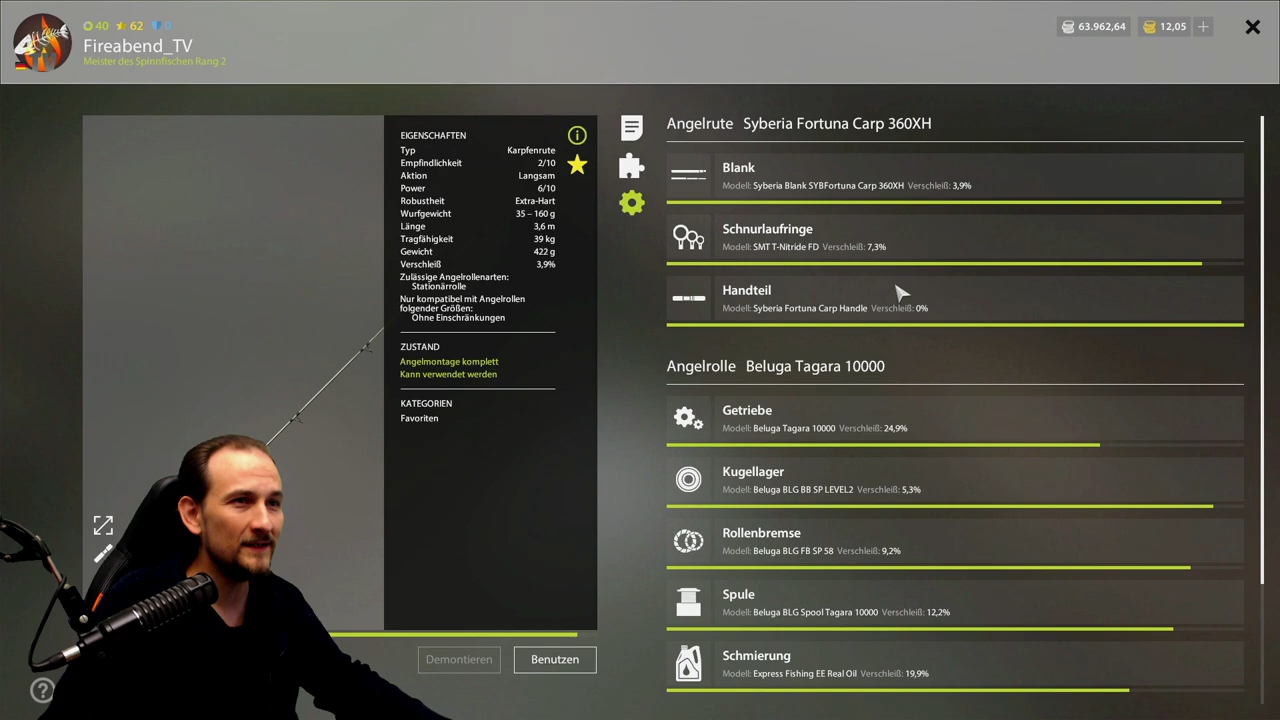 40 62 0
Fireabend_TV
Meister des Spinnfischen Rang 2
63.962,64 12,05 +
EIGENSCHAFTEN
Typ Karpfenrute
Empfindlichkeit 2/10
Aktion Langsam
Power 6/10
Robustheit Extra-Hart
Wurfgewicht 35 – 160 g
Länge 3,6 m
Tragfähigkeit 39 kg
Gewicht 422 g
Verschleiß 3,9%
Zulässige Angelrollenarten:
Stationärrolle
Nur kompatibel mit Angelrollen
folgender Größen:
Ohne Einschränkungen
ZUSTAND
Angelmontage komplett
Kann verwendet werden
KATEGORIEN
Favoriten
Demontieren
Benutzen
Angelrute Syberia Fortuna Carp 360XH
Blank
Modell: Syberia Blank SYBFortuna Carp 360XH Verschleiß: 3,9%
Schnurlaufringe
Modell: SMT T-Nitride FD Verschleiß: 7,3%
Handteil
Modell: Syberia Fortuna Carp Handle Verschleiß: 0%
Angelrolle Beluga Tagara 10000
Getriebe
Modell: Beluga Tagara 10000 Verschleiß: 24,9%
Kugellager
Modell: Beluga BLG BB SP LEVEL2 Verschleiß: 5,3%
Rollenbremse
Modell: Beluga BLG FB SP 58 Verschleiß: 9,2%
Spule
Modell: Beluga BLG Spool Tagara 10000 Verschleiß: 12,2%
Schmierung
Modell: Express Fishing EE Real Oil Verschleiß: 19,9%